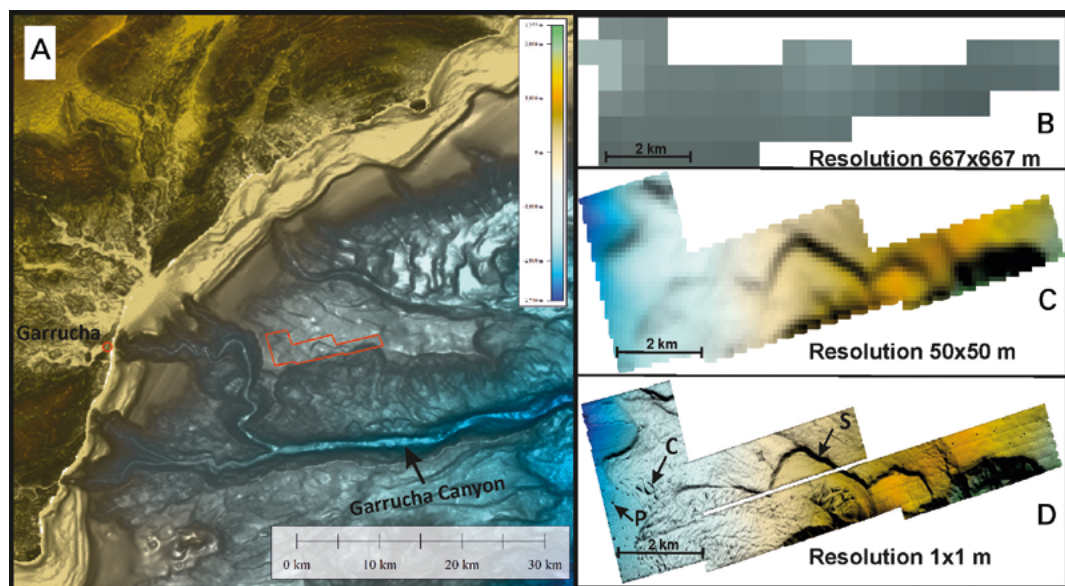 A
Garrucha
Garrucha Canyon
0 km
10 km
20 km
30 km
0 m
B
2 km
Resolution 667x667 m
C
2 km
Resolution 50x50 m
S
C
P
D
2 km
Resolution 1x1 m